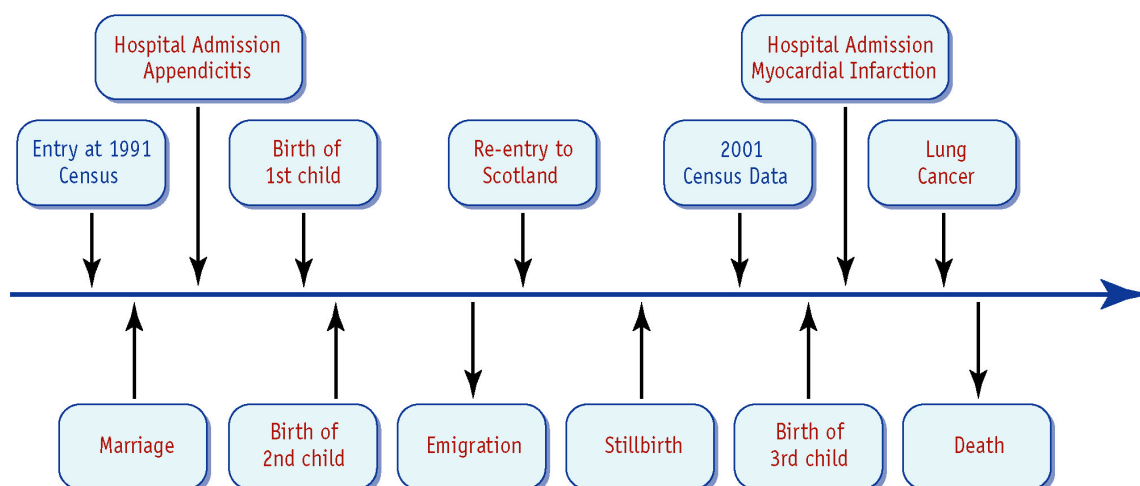 Hospital Admission
Appendicitis
Hospital Admission
Myocardial Infarction
Entry at 1991
Census
Birth of
1st child
Re-entry to
Scotland
2001
Census Data
Lung
Cancer
Marriage
Birth of
2nd child
Emigration
Stillbirth
Birth of
3rd child
Death